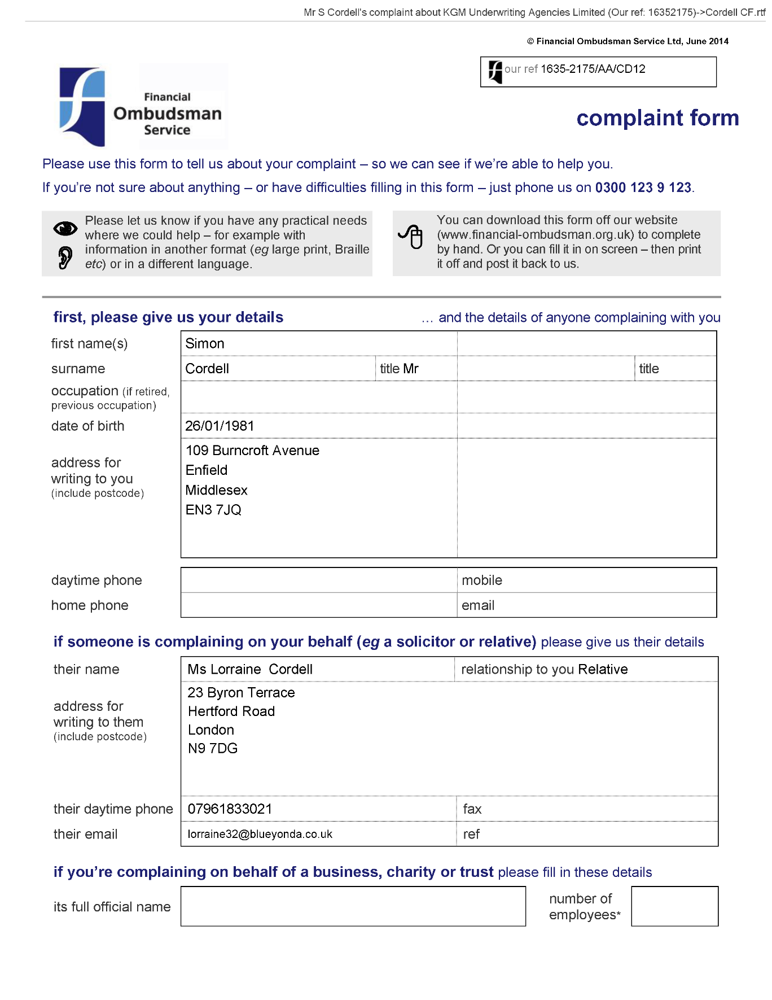 Mr S Cordell's complaint about KGM Underwriting Agencies Limited (Our ref: 16352175)->Cordell CF.rtf
© Financial Ombudsman Service Ltd, June 2014
our ref 1635-2175/AA/CD12
Financial
Ombudsman
Service
complaint form
Please use this form to tell us about your complaint – so we can see if we're able to help you.
If you're not sure about anything – or have difficulties filling in this form – just phone us on 0300 123 9 123.
Please let us know if you have any practical needs
where we could help – for example with
information in another format (eg large print, Braille
etc) or in a different language.
You can download this form off our website
(www.financial-ombudsman.org.uk) to complete
by hand. Or you can fill it in on screen – then print
it off and post it back to us.
first, please give us your details
… and the details of anyone complaining with you
first name(s) Simon
surname Cordell title Mr title
occupation (if retired,
previous occupation)
date of birth 26/01/1981
address for
writing to you
(include postcode)
109 Burncroft Avenue
Enfield
Middlesex
EN3 7JQ
daytime phone mobile
home phone email
if someone is complaining on your behalf (eg a solicitor or relative) please give us their details
their name Ms Lorraine  Cordell relationship to you Relative
address for
writing to them
(include postcode)
23 Byron Terrace
Hertford Road
London
N9 7DG
their daytime phone 07961833021 fax
their email lorraine32@blueyonda.co.uk ref
if you're complaining on behalf of a business, charity or trust please fill in these details
its full official name
number of
employees*